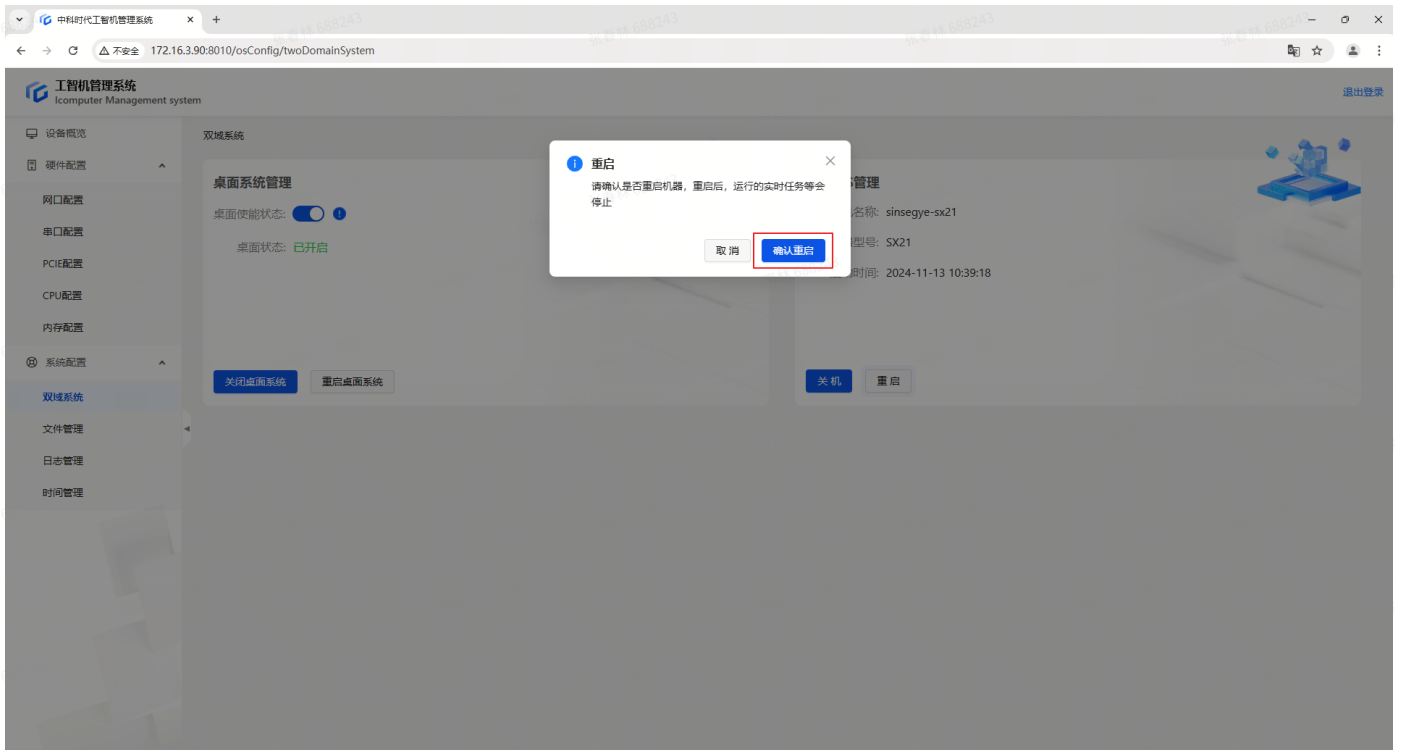 中科时代工智机管理系统
不安全 172.16.3.90:8010/osConfig/twoDomainSystem
工智机管理系统
Icomputer Management system
退出登录
设备概览
硬件配置
网口配置
串口配置
PCIE配置
CPU配置
内存配置
系统配置
双域系统
文件管理
日志管理
时间管理
双域系统
桌面系统管理
桌面使能状态:
桌面状态: 已开启
关闭桌面系统 重启桌面系统
重启
请确认是否重启机器，重启后，运行的实时任务等会
停止
取 消 确认重启
管理
名称: sinsegye-sx21
型号: SX21
时间: 2024-11-13 10:39:18
关 机 重 启
688243